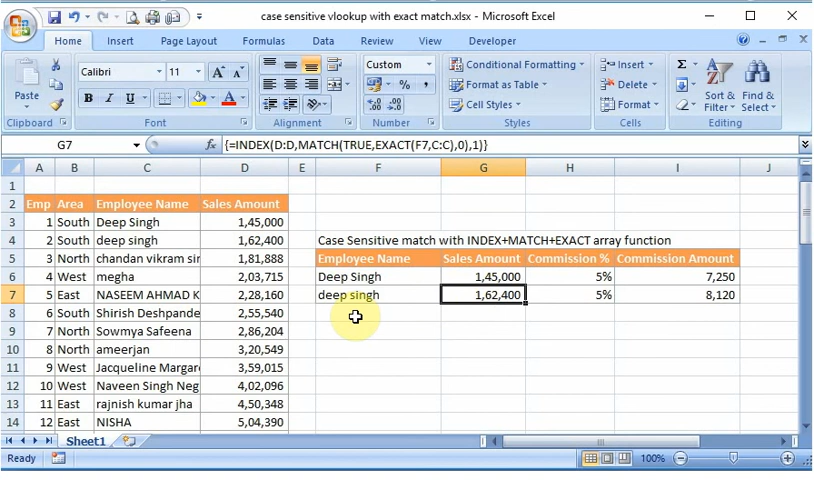 case sensitive vlookup with exact match.xlsx - Microsoft Excel
Home Insert Page Layout Formulas Data Review View Developer
Paste
Calibri 11
B I U
Custom
Conditional Formatting
Format as Table
Cell Styles
Insert
Delete
Format
Sort & Filter
Find & Select
Clipboard Font Alignment Number Styles Cells Editing
G7 fx {=INDEX(D:D,MATCH(TRUE,EXACT(F7,C:C),0),1)}
A B C D E F G H I J
1
2 Emp Area Employee Name Sales Amount
3 1 South Deep Singh 1,45,000
4 2 South deep singh 1,62,400 Case Sensitive match with INDEX+MATCH+EXACT array function
5 3 North chandan vikram sir 1,81,888 Employee Name Sales Amount Commission % Commission Amount
6 4 West megha 2,03,715 Deep Singh 1,45,000 5% 7,250
7 5 East NASEEM AHMAD K 2,28,160 deep singh 1,62,400 5% 8,120
8 6 South Shirish Deshpande 2,55,540
9 7 North Sowmya Safeena 2,86,204
10 8 North ameerjan 3,20,549
11 9 West Jacqueline Margar 3,59,015
12 10 West Naveen Singh Neg 4,02,096
13 11 East rajnish kumar jha 4,50,348
14 12 East NISHA 5,04,390
Sheet1
Ready 100%